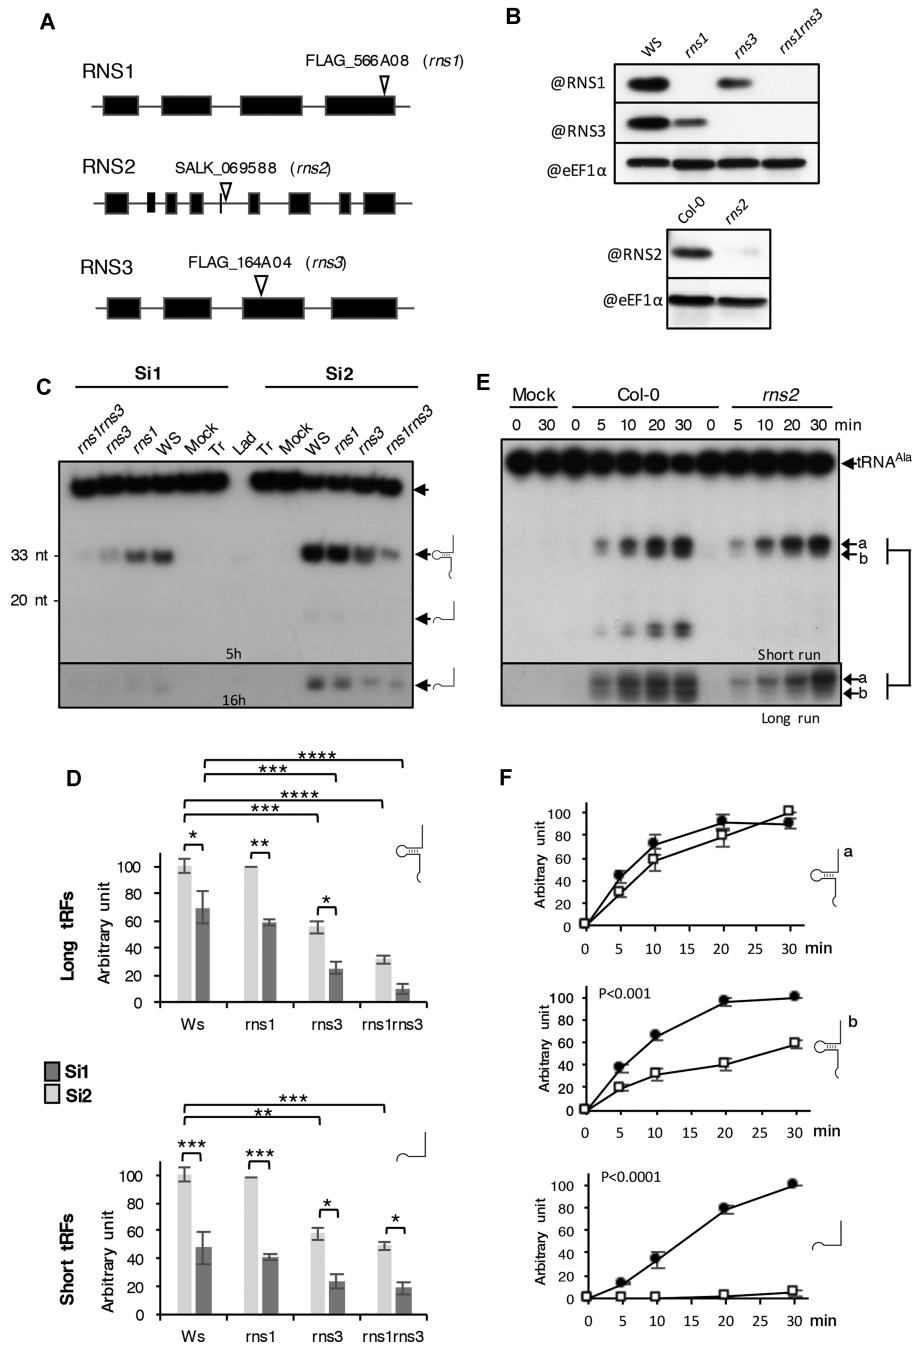 A
RNS1
FLAG_566A08 (rns1)
RNS2
SALK_069588 (rns2)
RNS3
FLAG_164A04 (rns3)
B
WS rns1 rns3 rns1rns3
@RNS1
@RNS3
@eEF1α
Col-0 rns2
@RNS2
@eEF1α
C
Si1 Si2
rns1rns3 rns3 rns1 WS Mock Tr Lad Tr Mock WS rns1 rns3 rns1rns3
33 nt
20 nt
5h
16h
E
Mock Col-0 rns2
0 30 0 5 10 20 30 0 5 10 20 30 min
tRNAAla
a
b
Short run
a
b
Long run
D
****
***
****
***
* ** *
Long tRFs
Arbitrary unit
100
80
60
40
20
0
Ws rns1 rns3 rns1rns3
Si1
Si2
***
**
*** *** * *
Short tRFs
Arbitrary unit
100
80
60
40
20
0
Ws rns1 rns3 rns1rns3
F
a
Arbitrary unit
100
80
60
40
20
0
0 5 10 15 20 25 30 min
P<0.001
b
Arbitrary unit
100
80
60
40
20
0
0 5 10 15 20 25 30 min
P<0.0001
Arbitrary unit
100
80
60
40
20
0
0 5 10 15 20 25 30 min